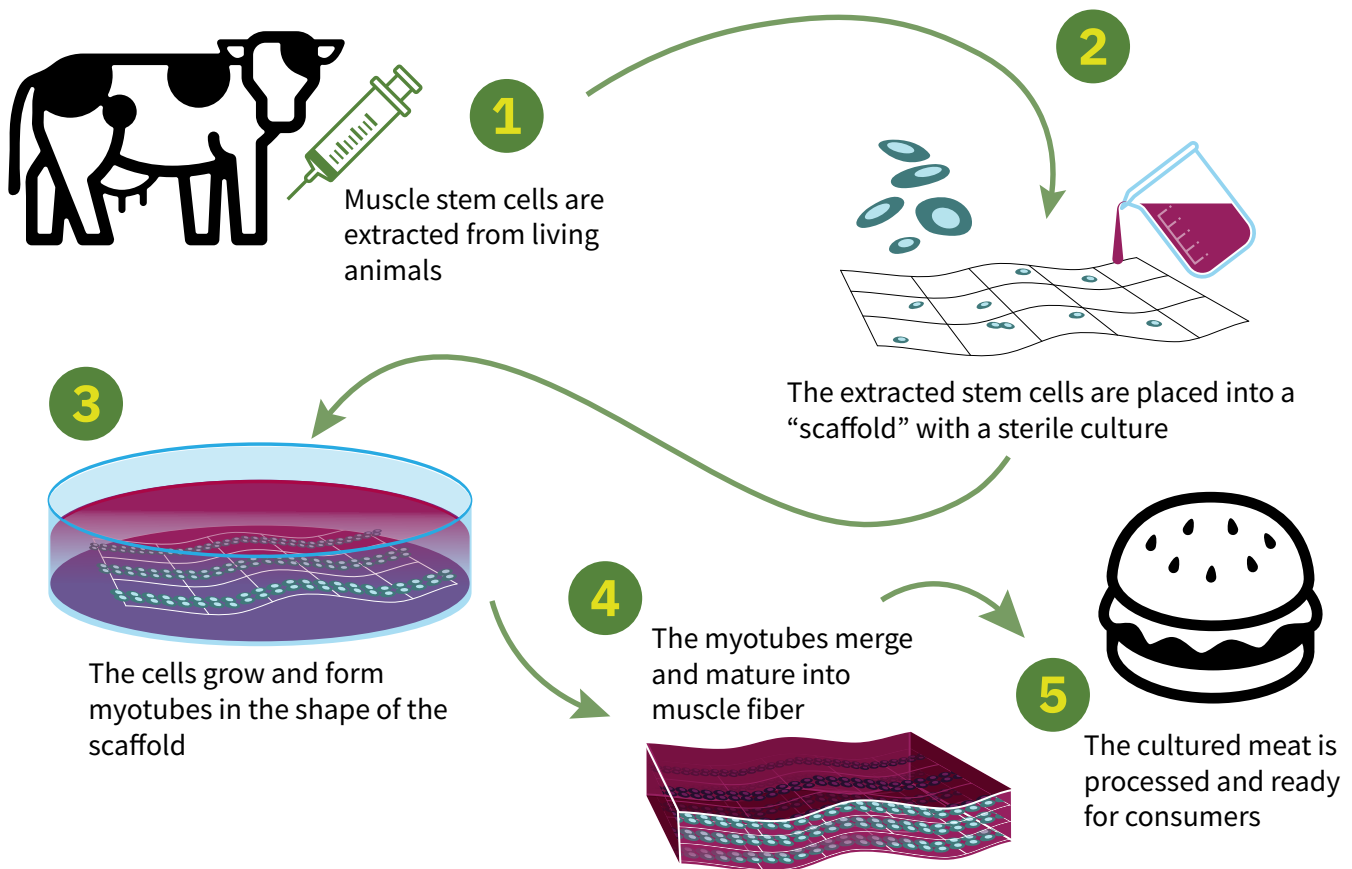 1
Muscle stem cells are
extracted from living
animals
2
The extracted stem cells are placed into a
“scaffold” with a sterile culture
3
The cells grow and form
myotubes in the shape of the
scaffold
4
The myotubes merge
and mature into
muscle fiber
5
The cultured meat is
processed and ready
for consumers